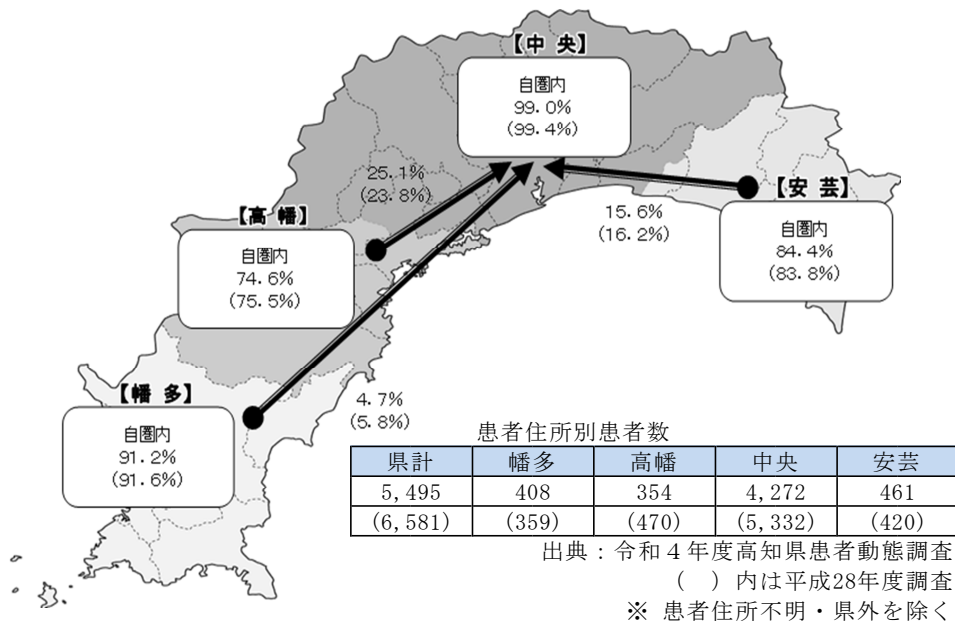 【中 央】
自圏内
99.0%
(99.4%)
25.1%
(23.8%)
15.6%
(16.2%)
【安 芸】
自圏内
84.4%
(83.8%)
【高 幡】
自圏内
74.6%
(75.5%)
4.7%
(5.8%)
【幡 多】
自圏内
91.2%
(91.6%)
患者住所別患者数
県計 幡多 高幡 中央 安芸
5,495 408 354 4,272 461
(6,581) (359) (470) (5,332) (420)
出典：令和４年度高知県患者動態調査
（　）内は平成28年度調査
※ 患者住所不明・県外を除く